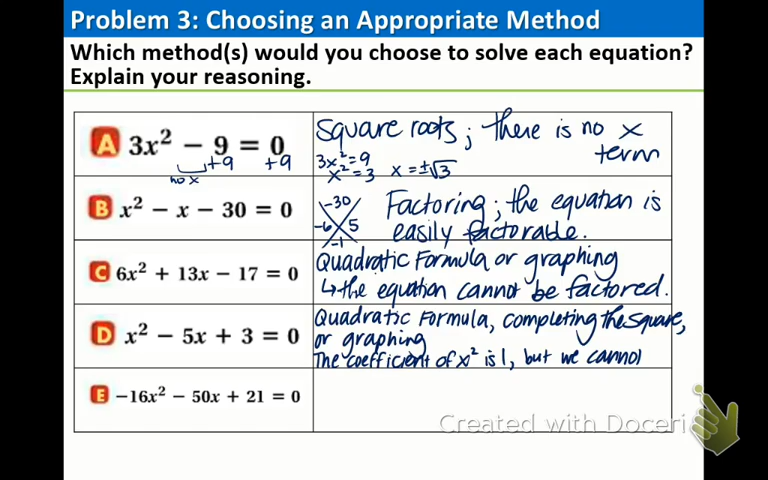 Problem 3: Choosing an Appropriate Method
Which method(s) would you choose to solve each equation?
Explain your reasoning.
A 3x² − 9 = 0
+9 +9
no x
Square roots; there is no x
term
3x²=9
x²=3 x=±√3
B x² − x − 30 = 0
-30
-6 5
-1
Factoring; the equation is
easily factorable.
C 6x² + 13x − 17 = 0
Quadratic Formula or graphing
↳the equation cannot be factored.
D x² − 5x + 3 = 0
Quadratic Formula, completing the square,
or graphing
The coefficient of x² is 1, but we cannot
E −16x² − 50x + 21 = 0
Created with Doceri